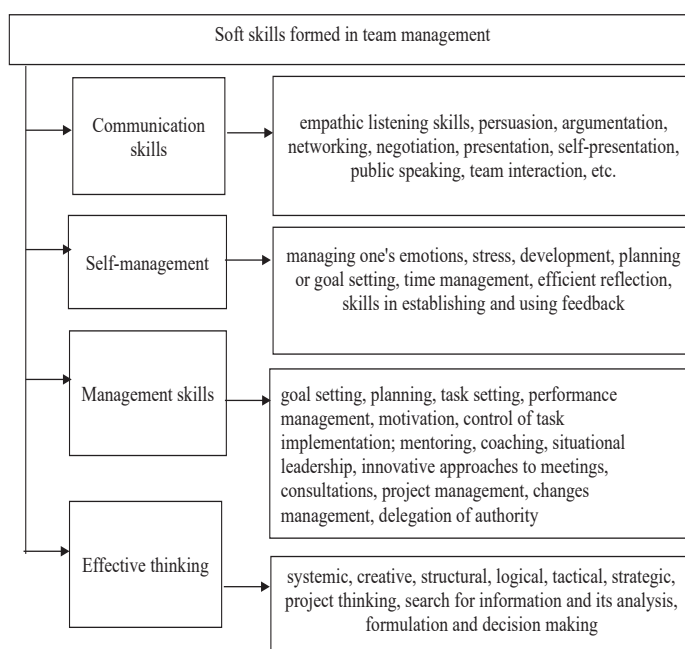 Soft skills formed in team management
Communication
skills
empathic listening skills, persuasion, argumentation,
networking, negotiation, presentation, self-presentation,
public speaking, team interaction, etc.
Self-management
managing one's emotions, stress, development, planning
or goal setting, time management, efficient reflection,
skills in establishing and using feedback
Management skills
goal setting, planning, task setting, performance
management, motivation, control of task
implementation; mentoring, coaching, situational
leadership, innovative approaches to meetings,
consultations, project management, changes
management, delegation of authority
Effective thinking
systemic, creative, structural, logical, tactical, strategic,
project thinking, search for information and its analysis,
formulation and decision making